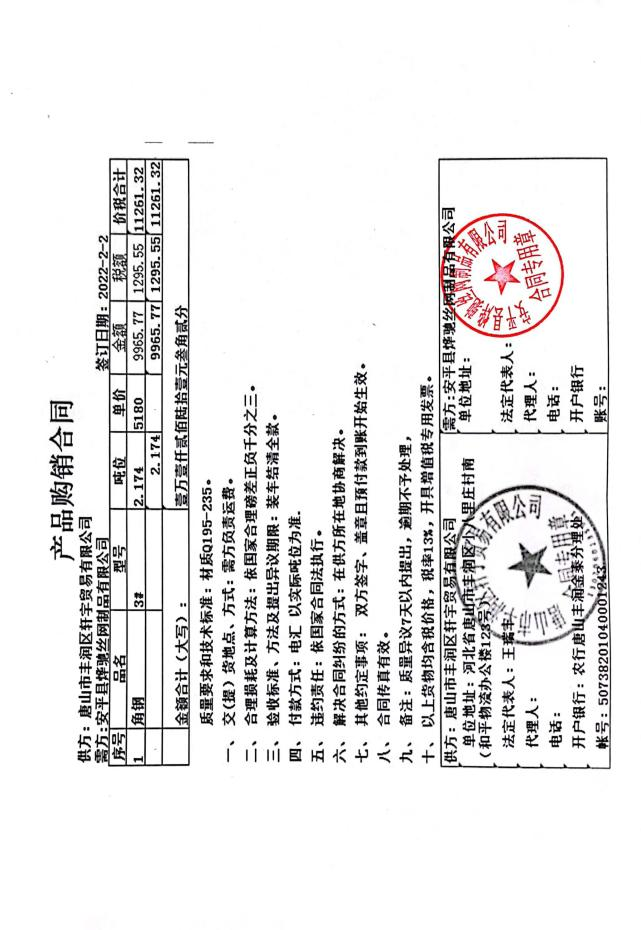 产品购销合同
供方：唐山市丰润区轩宇贸易有限公司
需方：安平县烨驰丝网制品有限公司 签订日期：2022-2-2
序号 品名 型号 吨位 单价 金额 税额 价税合计
1 角钢 3# 2.174 5180 9965.77 1295.55 11261.32
2.174 9965.77 1295.55 11261.32
金额合计（大写）： 壹万壹仟贰佰陆拾壹元叁角贰分
质量要求和技术标准：材质Q195-235。
一、 交（提）货地点、方式：需方负责运费。
二、 合理损耗及计算方法：依国家合理磅差正负千分之三。
三、 验收标准、方法及提出异议期限：装车结清全款。
四、 付款方式：电汇 以实际吨位为准.
五、 违约责任：依国家合同法执行。
六、 解决合同纠纷的方式：在供方所在地协商解决。
七、 其他约定事项： 双方签字、盖章且预付款到账开始生效。
八、 合同传真有效。
九、 备注：质量异议7天以内提出，逾期不予处理，
十、 以上货物均含税价格，税率13%，开具增值税专用发票。
供方：唐山市丰润区轩宇贸易有限公司
单位地址：河北省唐山市丰润区小八里庄村南
（和平物流办公楼123号）
法定代表人：王瑞丰
代理人：
电话：
开户银行：农行唐山丰润金泰分理处
帐号：50738201040001243
需方：安平县烨驰丝网制品有限公司
单位地址：
法定代表人：
代理人：
电话：
开户银行
账号：
安平县烨驰丝网制品有限公司
合同专用章
合同专用章